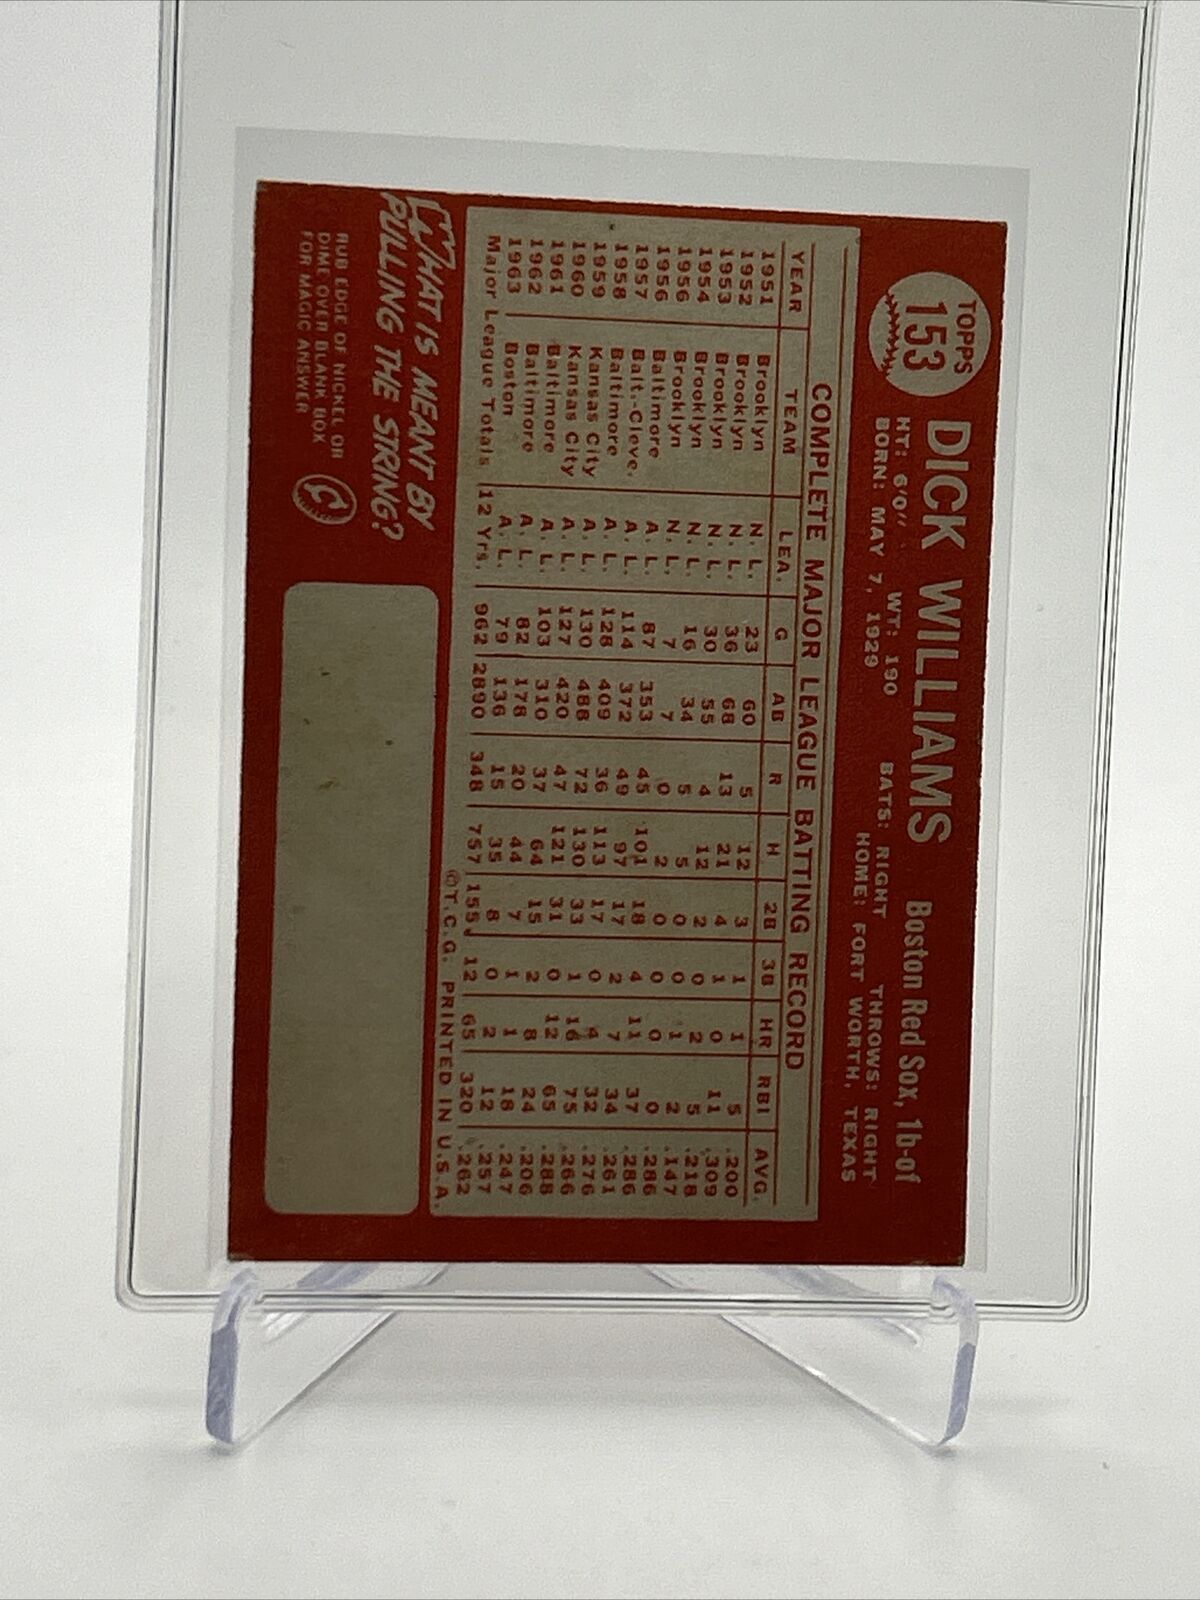 TOPPS
153
DICK WILLIAMS Boston Red Sox, 1b-of
HT: 6'0" WT: 190 BATS: RIGHT THROWS: RIGHT
BORN: MAY 7, 1929 HOME: FORT WORTH, TEXAS
COMPLETE MAJOR LEAGUE BATTING RECORD
YEAR TEAM LEA. G AB R H 2B 3B HR RBI AVG.
1951 Brooklyn N. L. 23 60 5 12 3 1 1 5 .200
1952 Brooklyn N. L. 36 68 13 21 4 1 0 11 .309
1953 Brooklyn N. L. 30 55 4 12 2 0 2 5 .218
1954 Brooklyn N. L. 16 34 5 5 0 0 1 2 .147
1956 Brooklyn N. L. 7 7 0 2 0 0 0 0 .286
1956 Baltimore A. L. 87 353 45 101 18 4 11 37 .286
1957 Balt.-Cleve. A. L. 114 372 49 97 17 2 7 34 .261
1958 Baltimore A. L. 128 409 36 113 17 0 4 32 .276
1959 Kansas City A. L. 130 488 72 130 33 1 16 75 .266
1960 Kansas City A. L. 127 420 47 121 31 0 12 65 .288
1961 Baltimore A. L. 103 310 37 64 15 2 8 24 .206
1962 Baltimore A. L. 82 178 20 44 7 1 1 18 .247
1963 Boston A. L. 79 136 15 35 8 0 2 12 .257
Major League Totals 12 Yrs. 962 2890 348 757 155 12 65 320 .262
©T.C.G. PRINTED IN U.S.A.
WHAT IS MEANT BY
PULLING THE STRING?
RUB EDGE OF NICKEL OR
DIME OVER BLANK BOX
FOR MAGIC ANSWER